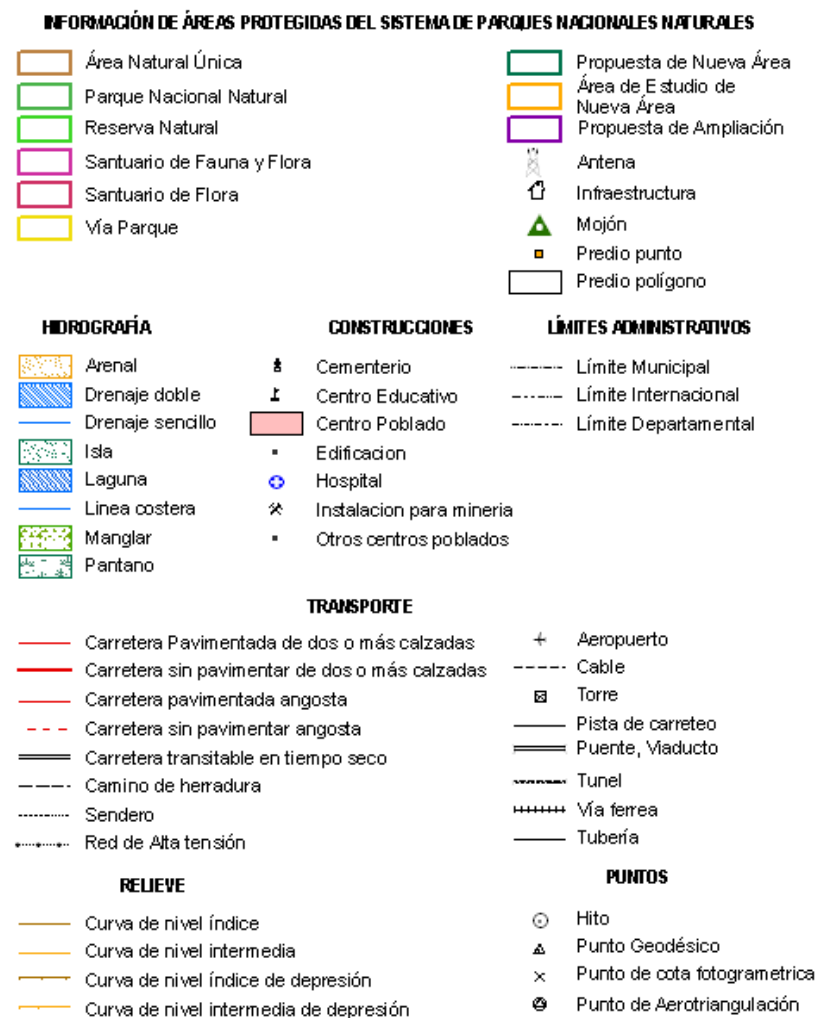 INFORMACIÓN DE ÁREAS PROTEGIDAS DEL SISTEMA DE PARQUES NACIONALES NATURALES
Área Natural Única
Parque Nacional Natural
Reserva Natural
Santuario de Fauna y Flora
Santuario de Flora
Vía Parque
Propuesta de Nueva Área
Área de Estudio de
Nueva Área
Propuesta de Ampliación
Antena
Infraestructura
Mojón
Predio punto
Predio polígono
HIDROGRAFÍA
Arenal
Drenaje doble
Drenaje sencillo
Isla
Laguna
Linea costera
Manglar
Pantano
CONSTRUCCIONES
Cementerio
Centro Educativo
Centro Poblado
Edificacion
Hospital
Instalacion para mineria
Otros centros poblados
LÍMITES ADMINISTRATIVOS
Límite Municipal
Límite Internacional
Límite Departamental
TRANSPORTE
Carretera Pavimentada de dos o más calzadas
Carretera sin pavimentar de dos o más calzadas
Carretera pavimentada angosta
Carretera sin pavimentar angosta
Carretera transitable en tiempo seco
Camino de herradura
Sendero
Red de Alta tensión
Aeropuerto
Cable
Torre
Pista de carreteo
Puente, Viaducto
Tunel
Vía ferrea
Tubería
RELIEVE
Curva de nivel índice
Curva de nivel intermedia
Curva de nivel índice de depresión
Curva de nivel intermedia de depresión
PUNTOS
Hito
Punto Geodésico
Punto de cota fotogrametrica
Punto de Aerotriangulación